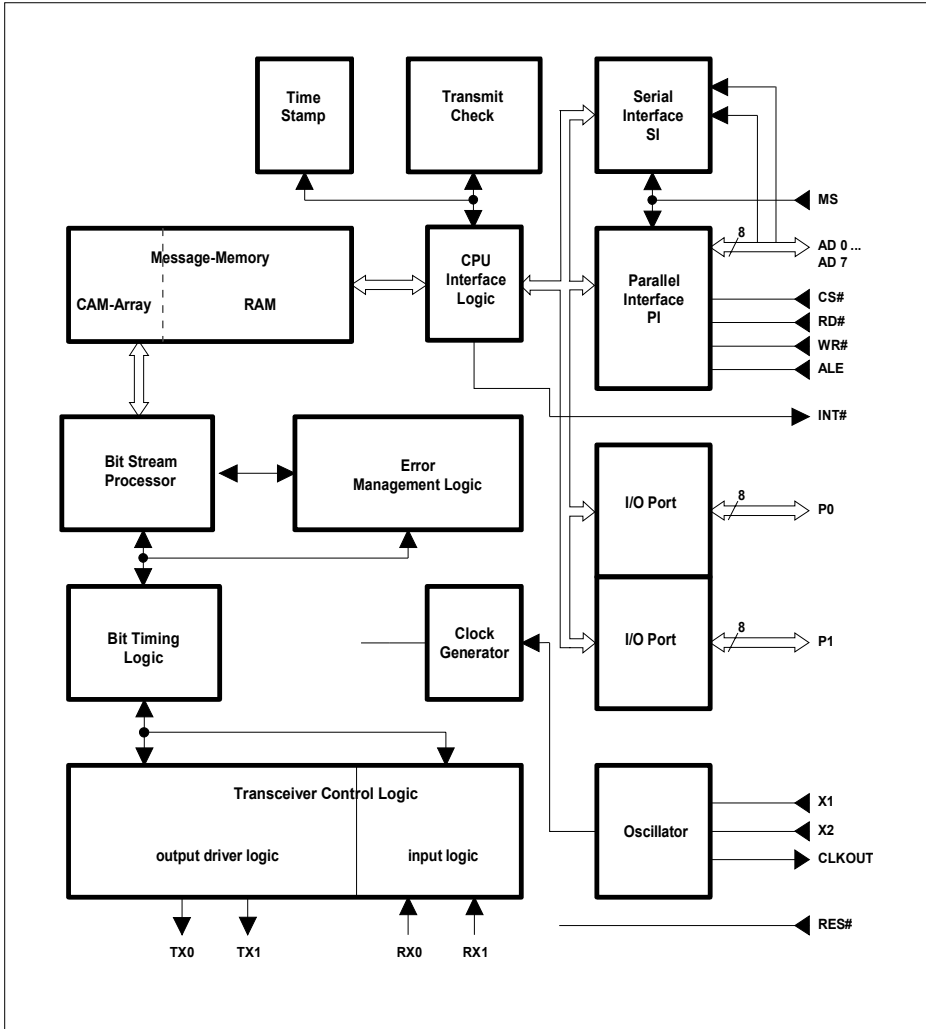 Time
Stamp
Transmit
Check
Serial
Interface
SI
MS
8
AD 0 ...
AD 7
Message-Memory
CAM-Array
RAM
CPU
Interface
Logic
Parallel
Interface
PI
CS#
RD#
WR#
ALE
INT#
Bit Stream
Processor
Error
Management Logic
I/O Port
8
P0
Bit Timing
Logic
Clock
Generator
I/O Port
8
P1
Transceiver Control Logic
output driver logic
input logic
Oscillator
X1
X2
CLKOUT
TX0
TX1
RX0
RX1
RES#